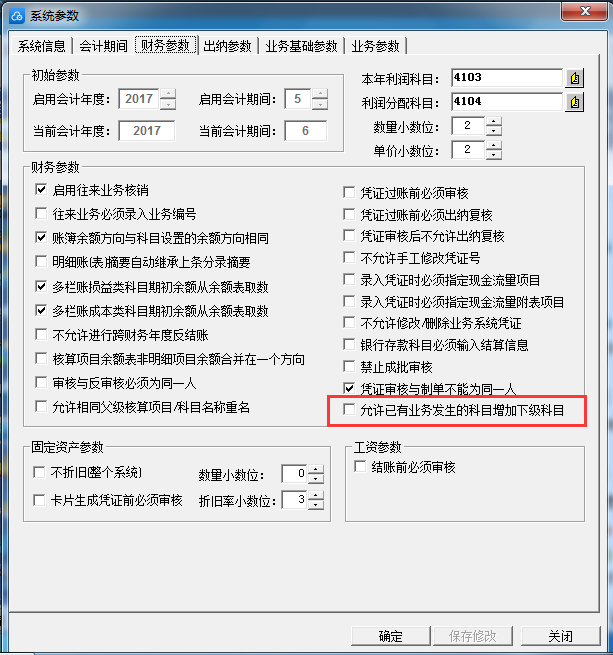 系统参数
系统信息 会计期间 财务参数 出纳参数 业务基础参数 业务参数
初始参数
启用会计年度: 2017 启用会计期间: 5
当前会计年度: 2017 当前会计期间: 6
本年利润科目: 4103
利润分配科目: 4104
数量小数位: 2
单价小数位: 2
财务参数
启用往来业务核销
往来业务必须录入业务编号
账簿余额方向与科目设置的余额方向相同
明细账(表)摘要自动继承上条分录摘要
多栏账损益类科目期初余额从余额表取数
多栏账成本类科目期初余额从余额表取数
不允许进行跨财务年度反结账
核算项目余额表非明细项目余额合并在一个方向
审核与反审核必须为同一人
允许相同父级核算项目/科目名称重名
凭证过账前必须审核
凭证过账前必须出纳复核
凭证审核后不允许出纳复核
不允许手工修改凭证号
录入凭证时必须指定现金流量项目
录入凭证时必须指定现金流量附表项目
不允许修改/删除业务系统凭证
银行存款科目必须输入结算信息
禁止成批审核
凭证审核与制单不能为同一人
允许已有业务发生的科目增加下级科目
固定资产参数
不折旧(整个系统) 数量小数位: 0
卡片生成凭证前必须审核 折旧率小数位: 3
工资参数
结账前必须审核
确定 保存修改 关闭